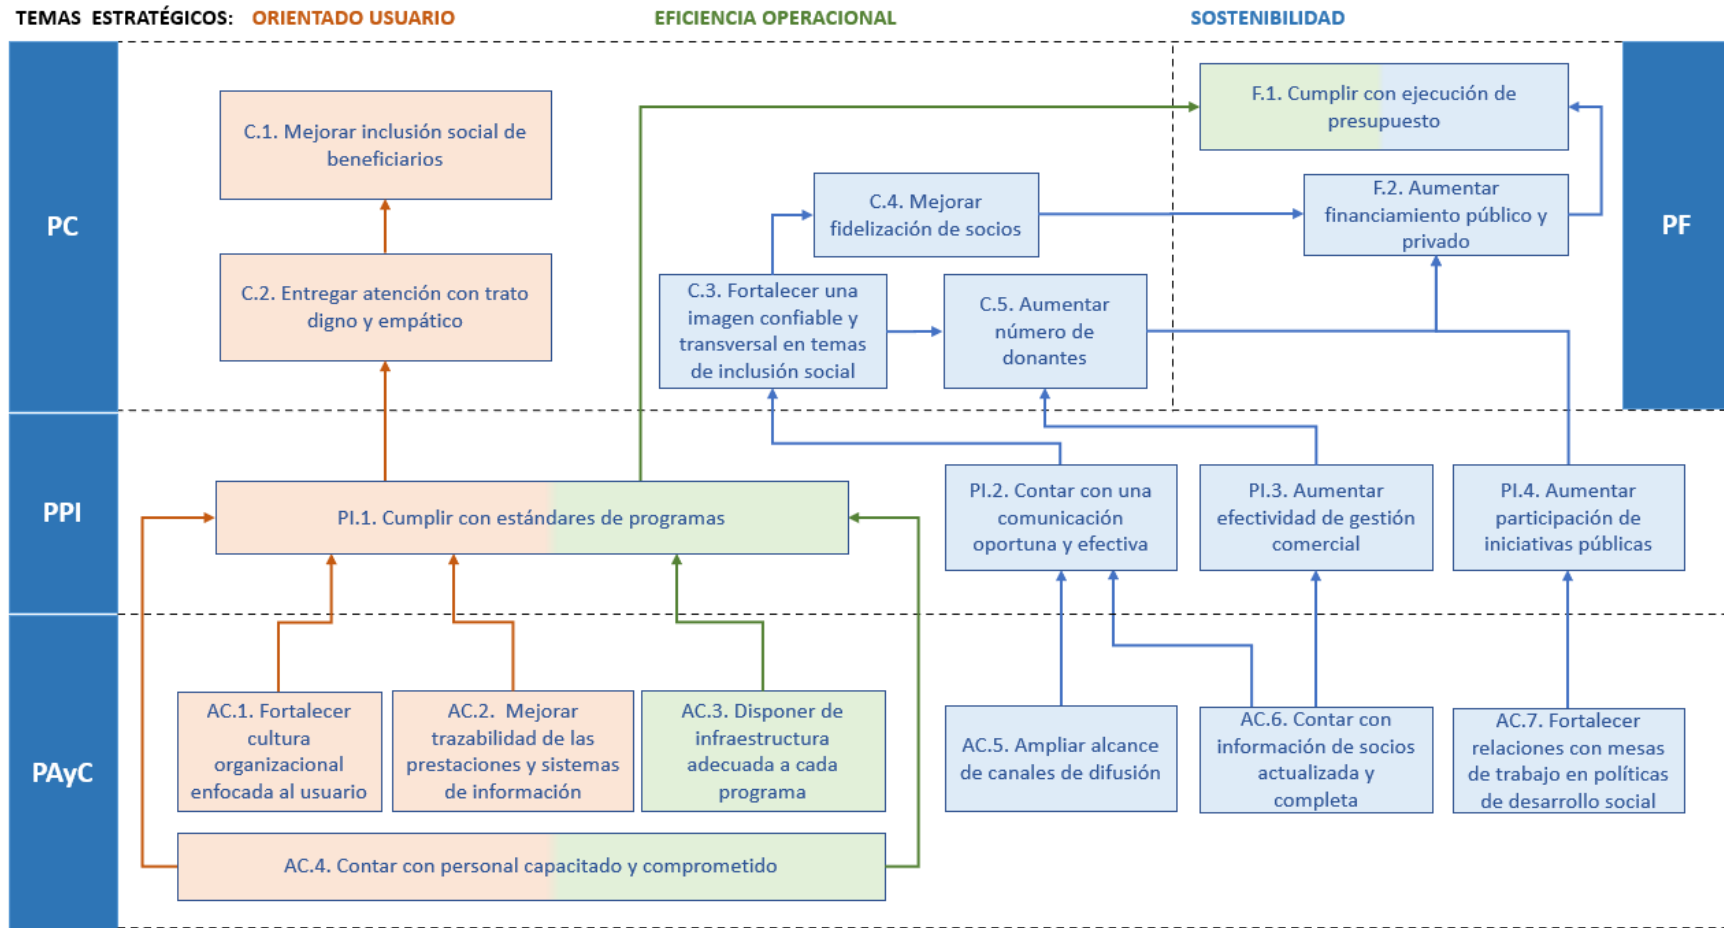 TEMAS ESTRATÉGICOS: ORIENTADO USUARIO EFICIENCIA OPERACIONAL SOSTENIBILIDAD
PC
C.1. Mejorar inclusión social de
beneficiarios
C.2. Entregar atención con trato
digno y empático
C.3. Fortalecer una
imagen confiable y
transversal en temas
de inclusión social
C.4. Mejorar
fidelización de socios
C.5. Aumentar
número de
donantes
F.1. Cumplir con ejecución de
presupuesto
F.2. Aumentar
financiamiento público y
privado
PF
PPI
PI.1. Cumplir con estándares de programas
PI.2. Contar con una
comunicación
oportuna y efectiva
PI.3. Aumentar
efectividad de gestión
comercial
PI.4. Aumentar
participación de
iniciativas públicas
PAyC
AC.1. Fortalecer
cultura
organizacional
enfocada al usuario
AC.2. Mejorar
trazabilidad de las
prestaciones y sistemas
de información
AC.3. Disponer de
infraestructura
adecuada a cada
programa
AC.4. Contar con personal capacitado y comprometido
AC.5. Ampliar alcance
de canales de difusión
AC.6. Contar con
información de socios
actualizada y
completa
AC.7. Fortalecer
relaciones con mesas
de trabajo en políticas
de desarrollo social